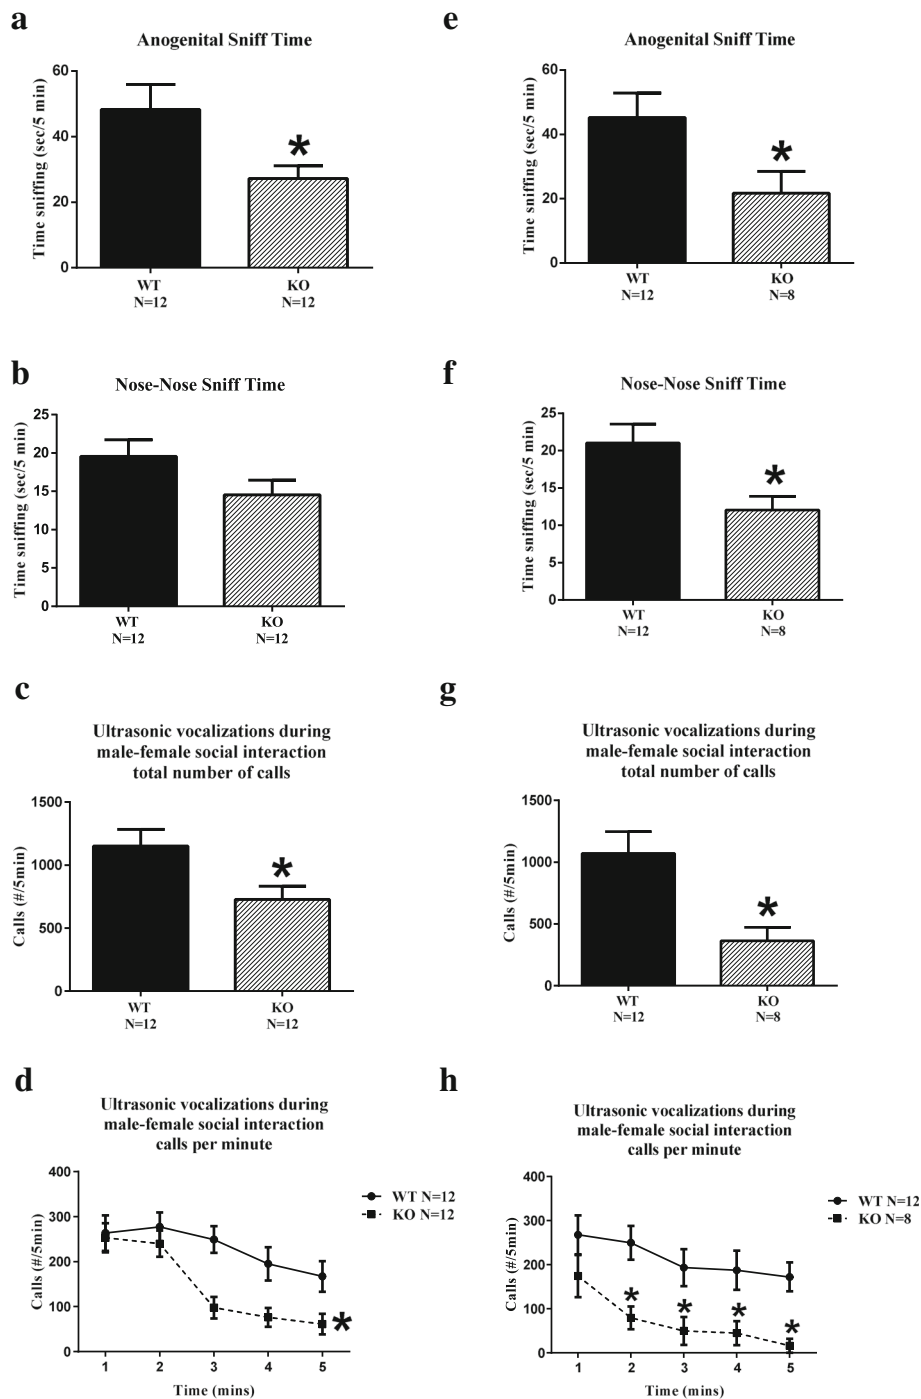 a
Anogenital Sniff Time
Time sniffing (sec/5 min)
60
40
20
0
*
WT
N=12
KO
N=12
b
Nose-Nose Sniff Time
Time sniffing (sec/5 min)
25
20
15
10
5
0
WT
N=12
KO
N=12
c
Ultrasonic vocalizations during
male-female social interaction
total number of calls
Calls (#/5min)
1500
1000
500
0
*
WT
N=12
KO
N=12
d
Ultrasonic vocalizations during
male-female social interaction
calls per minute
Calls (#/5min)
400
300
200
100
0
WT N=12
KO N=12
*
1 2 3 4 5
Time (mins)
e
Anogenital Sniff Time
Time sniffing (sec/5 min)
60
40
20
0
*
WT
N=12
KO
N=8
f
Nose-Nose Sniff Time
Time sniffing (sec/5 min)
25
20
15
10
5
0
*
WT
N=12
KO
N=8
g
Ultrasonic vocalizations during
male-female social interaction
total number of calls
Calls (#/5min)
1500
1000
500
0
*
WT
N=12
KO
N=8
h
Ultrasonic vocalizations during
male-female social interaction
calls per minute
Calls (#/5min)
400
300
200
100
0
WT N=12
KO N=8
* * * *
1 2 3 4 5
Time (mins)